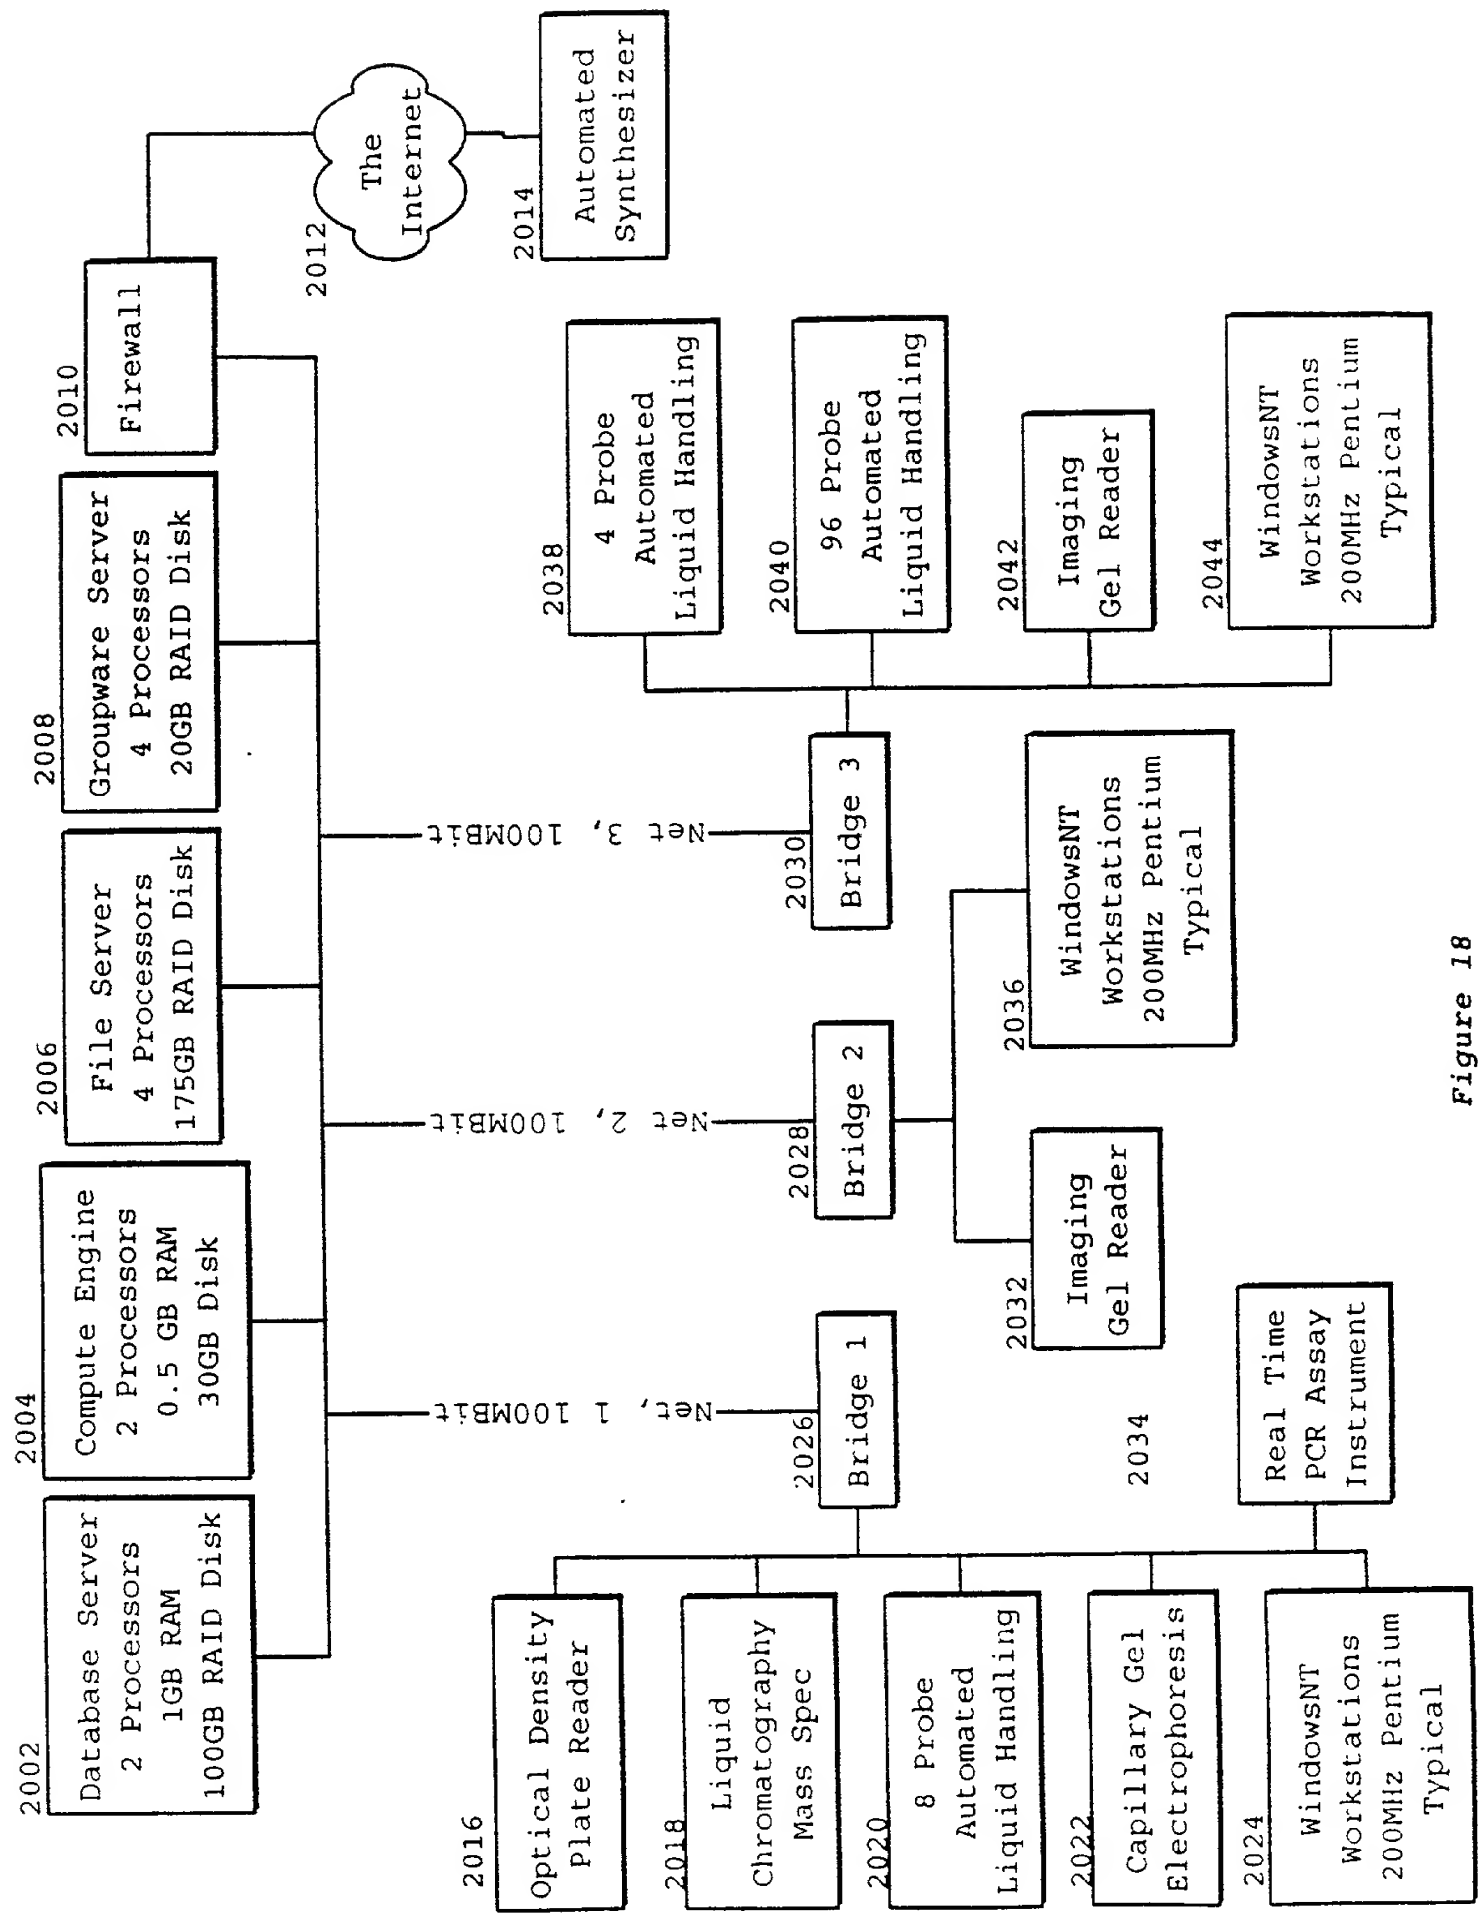 2002
Database Server
2 Processors
1GB RAM
100GB RAID Disk
2004
Compute Engine
2 Processors
0.5 GB RAM
30GB Disk
2006
File Server
4 Processors
175GB RAID Disk
2008
Groupware Server
4 Processors
20GB RAID Disk
2010
Firewall
2012
The
Internet
2014
Automated
Synthesizer
Net, 1 100MBit
Net 2, 100MBit
Net 3, 100MBit
2016
Optical Density
Plate Reader
2018
Liquid
Chromatography
Mass Spec
2020
8 Probe
Automated
Liquid Handling
2022
Capillary Gel
Electrophoresis
2024
WindowsNT
Workstations
200MHz Pentium
Typical
2026
Bridge 1
2034
Real Time
PCR Assay
Instrument
2028
Bridge 2
2032
Imaging
Gel Reader
2036
WindowsNT
Workstations
200MHz Pentium
Typical
2030
Bridge 3
2038
4 Probe
Automated
Liquid Handling
2040
96 Probe
Automated
Liquid Handling
2042
Imaging
Gel Reader
2044
WindowsNT
Workstations
200MHz Pentium
Typical
Figure 18